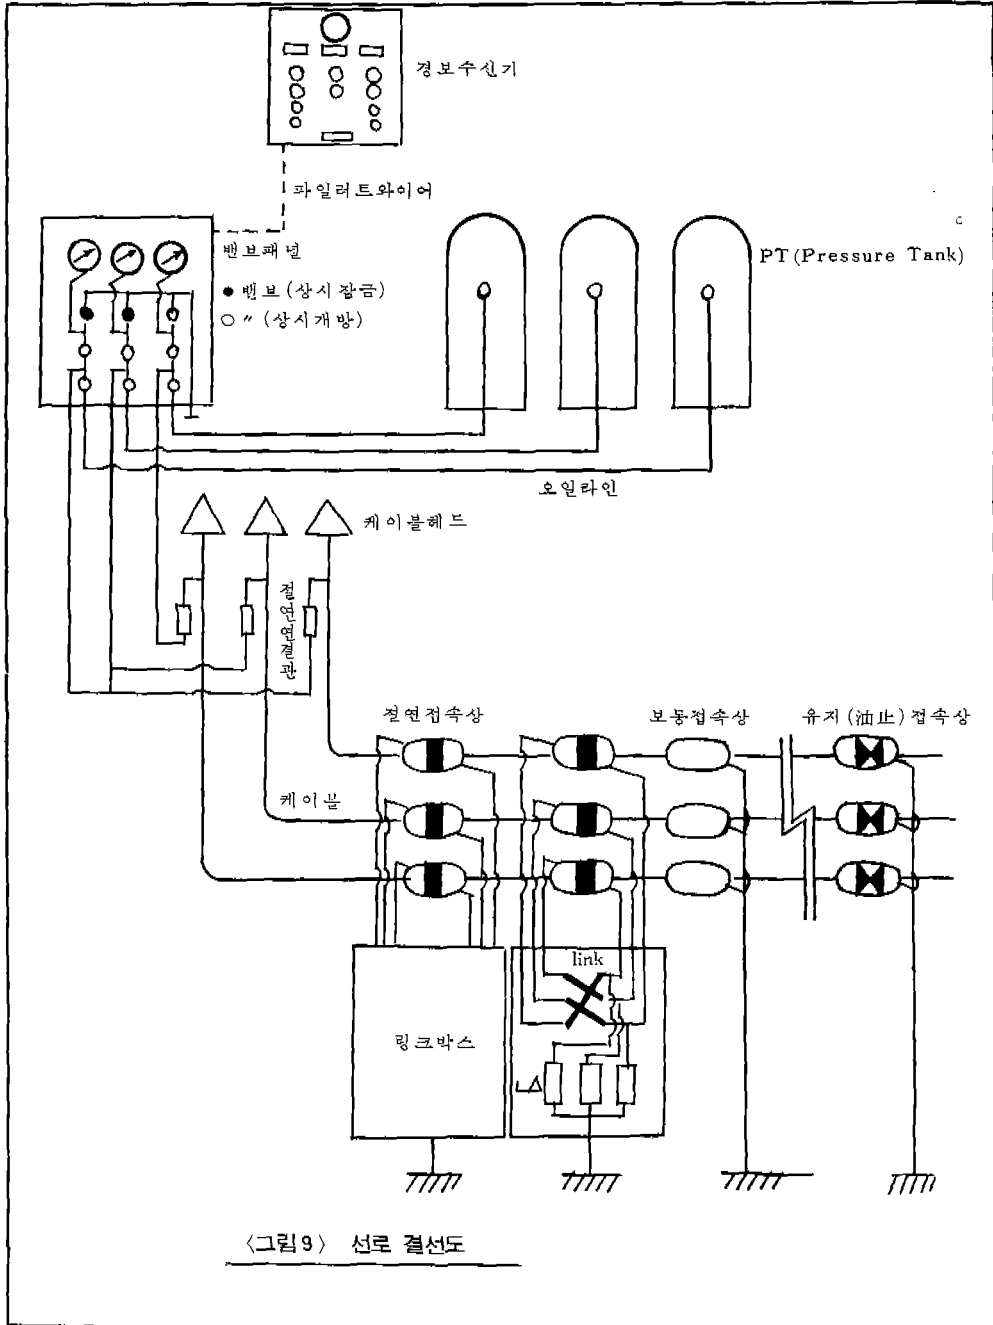 경보수신기
파일러트와이어
밴브패널
● 밴브 (상시잠금)
○ 〃 (상시개방)
PT(Pressure Tank)
오일라인
케이블헤드
절연연결관
절연접속상
보통접속상
유지(油止)접속상
케이블
link
링크박스
LA
〈그림9〉 선로 결선도